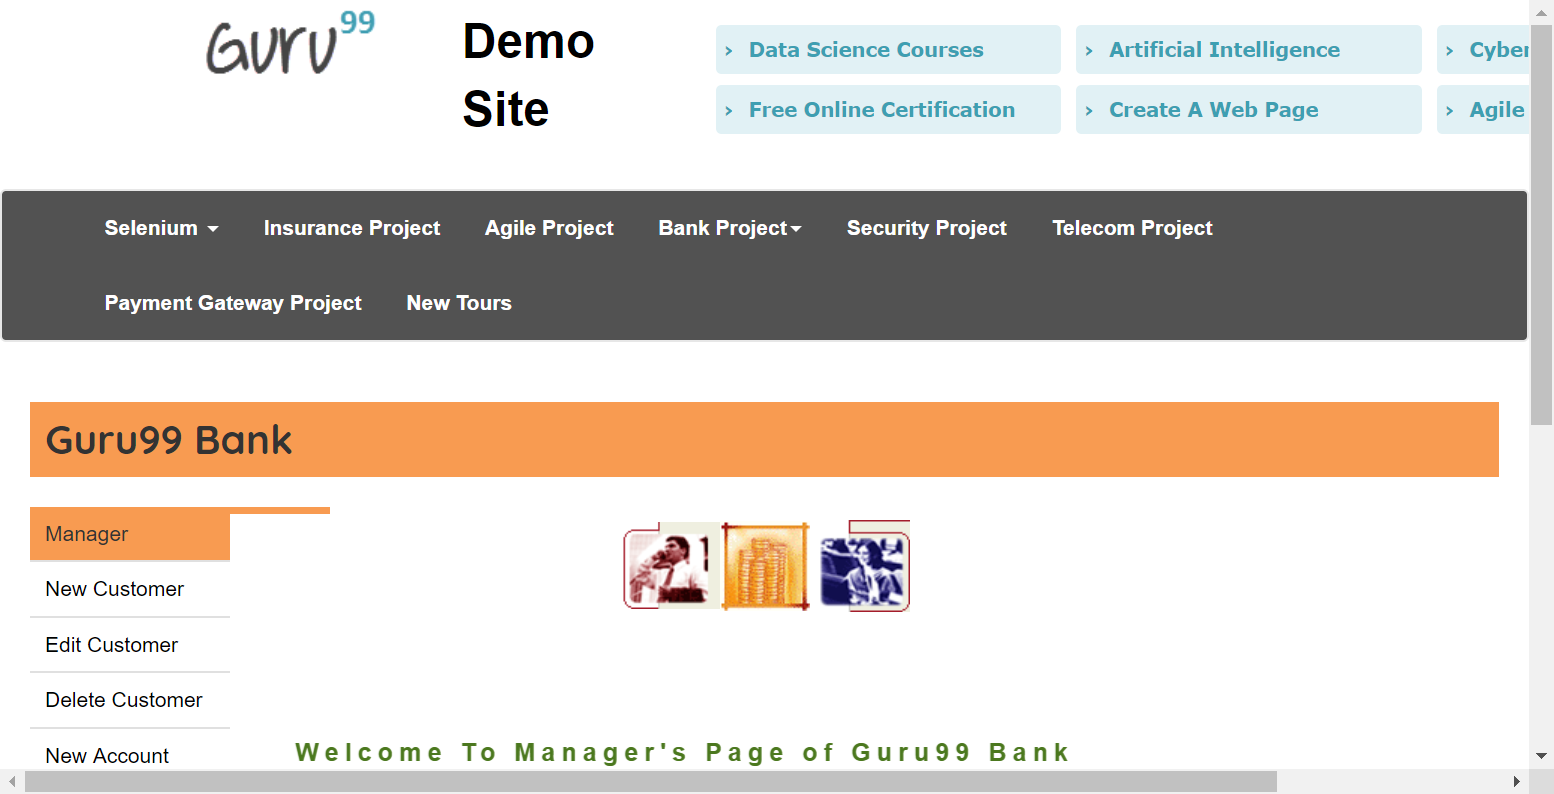 Guru99
Demo
Site
› Data Science Courses
› Artificial Intelligence
› Cyber
› Free Online Certification
› Create A Web Page
› Agile
Selenium
Insurance Project
Agile Project
Bank Project
Security Project
Telecom Project
Payment Gateway Project
New Tours
Guru99 Bank
Manager
New Customer
Edit Customer
Delete Customer
New Account
Welcome To Manager's Page of Guru99 Bank